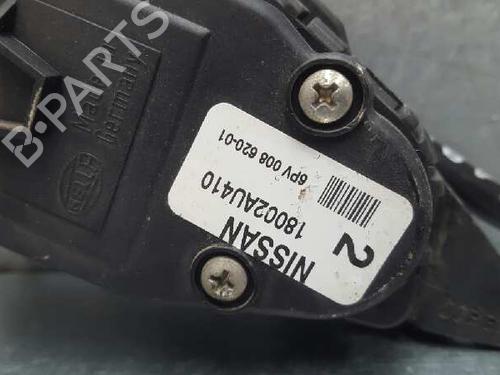 B-PARTS
Made in
Germany
HELLA
NISSAN
18002AU410
2
6PV 008 620-01